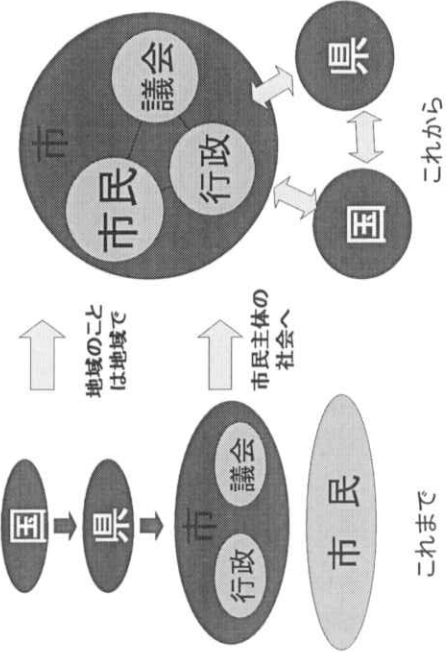 国
県
市
行政
議会
市民
これまで
地域のこと
は地域で
市民主体の
社会へ
市
市民
議会
行政
国
県
これから